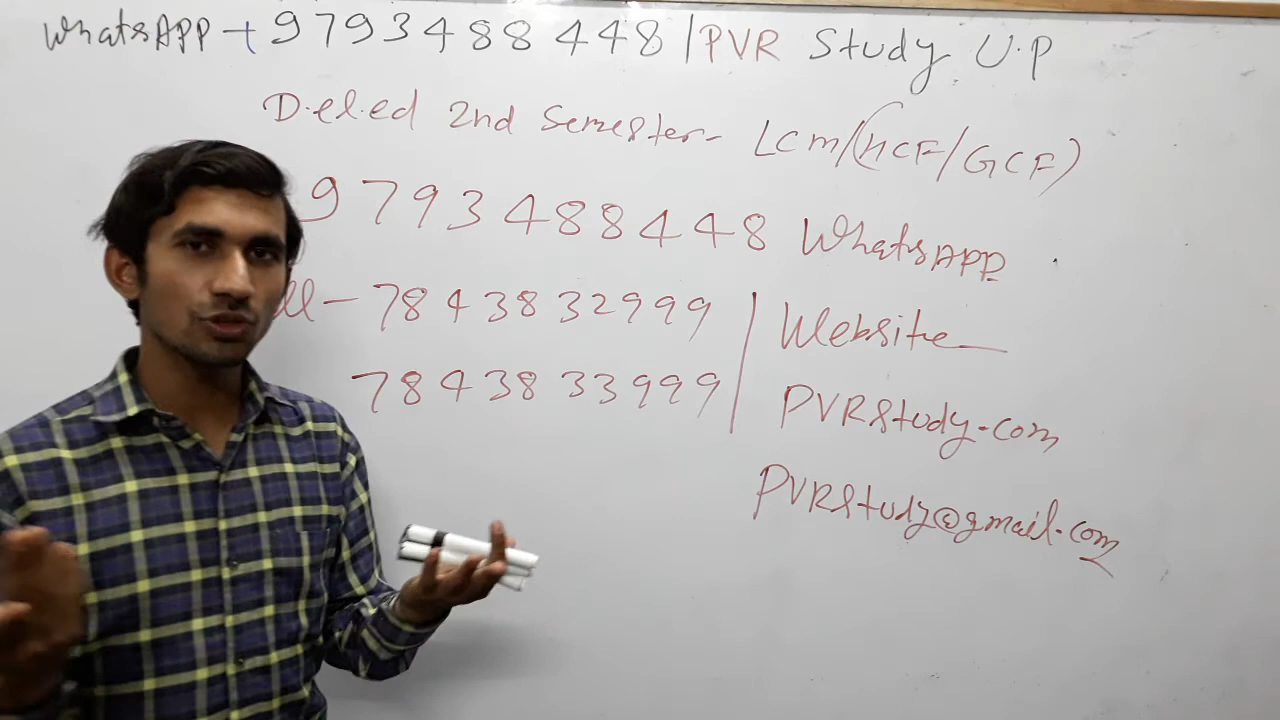 WhatsAPP + 9793488448 | PVR Study U.P
D.el.ed 2nd Semester - LCm/(HCF/GCF)
9793488448 WhatsAPP
ll - 7843832999 | Website
7843833999 | PVRStudy.com
PVRStudy@gmail.com